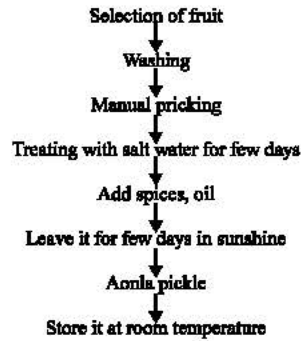 Selection of fruit
Washing
Manual pricking
Treating with salt water for few days
Add spices, oil
Leave it for few days in sunshine
Aonla pickle
Store it at room temperature